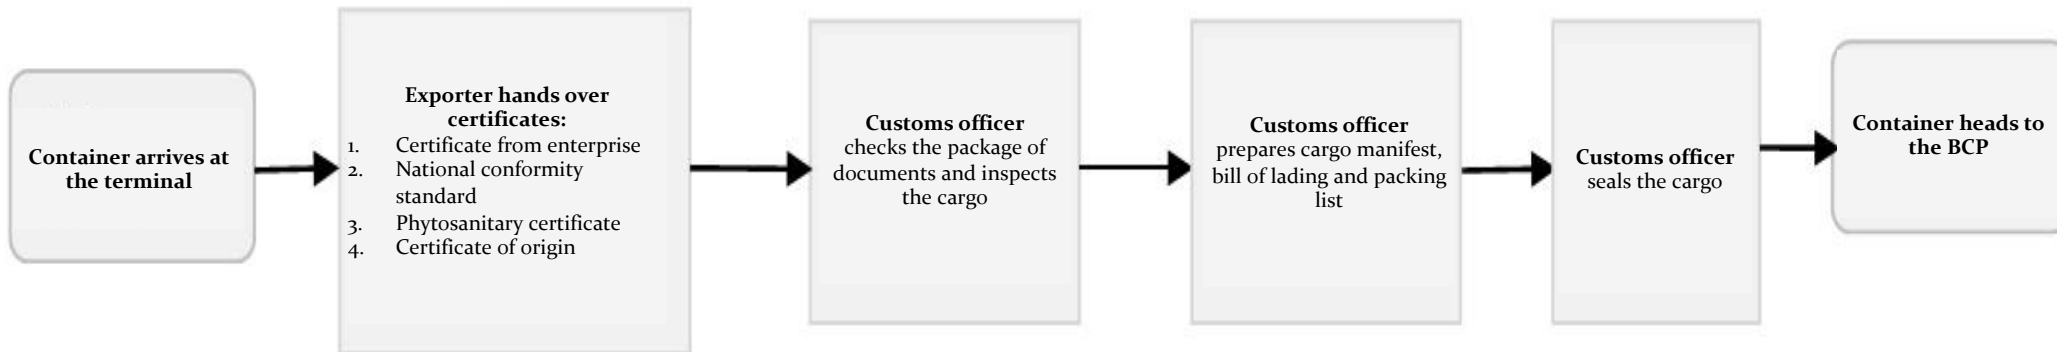 Container arrives at
the terminal
Exporter hands over
certificates:
1. Certificate from enterprise
2. National conformity
standard
3. Phytosanitary certificate
4. Certificate of origin
Customs officer
checks the package of
documents and inspects
the cargo
Customs officer
prepares cargo manifest,
bill of lading and packing
list
Customs officer
seals the cargo
Container heads to
the BCP